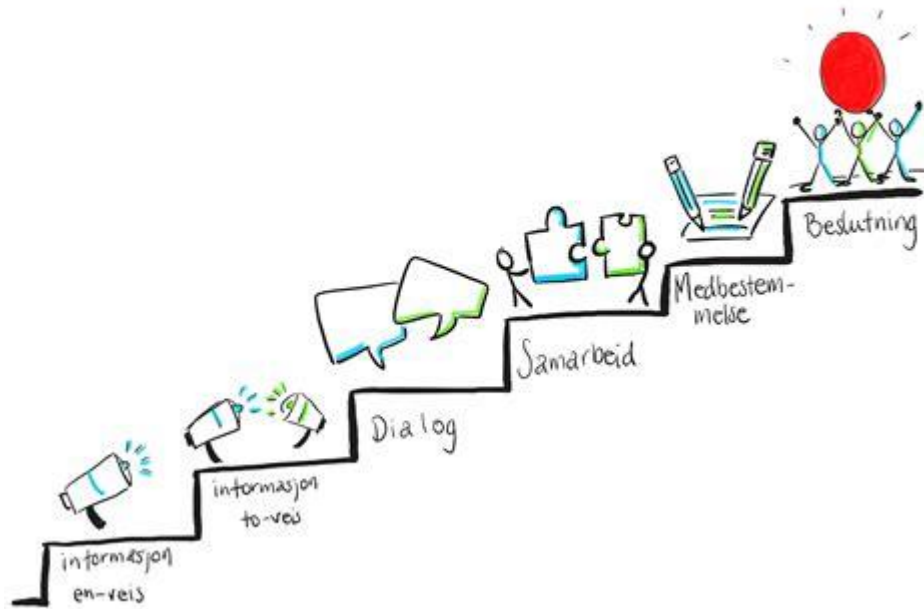 informasjon
en-veis
informasjon
to-veis
Dialog
Samarbeid
Medbestem-
melse
Beslutning